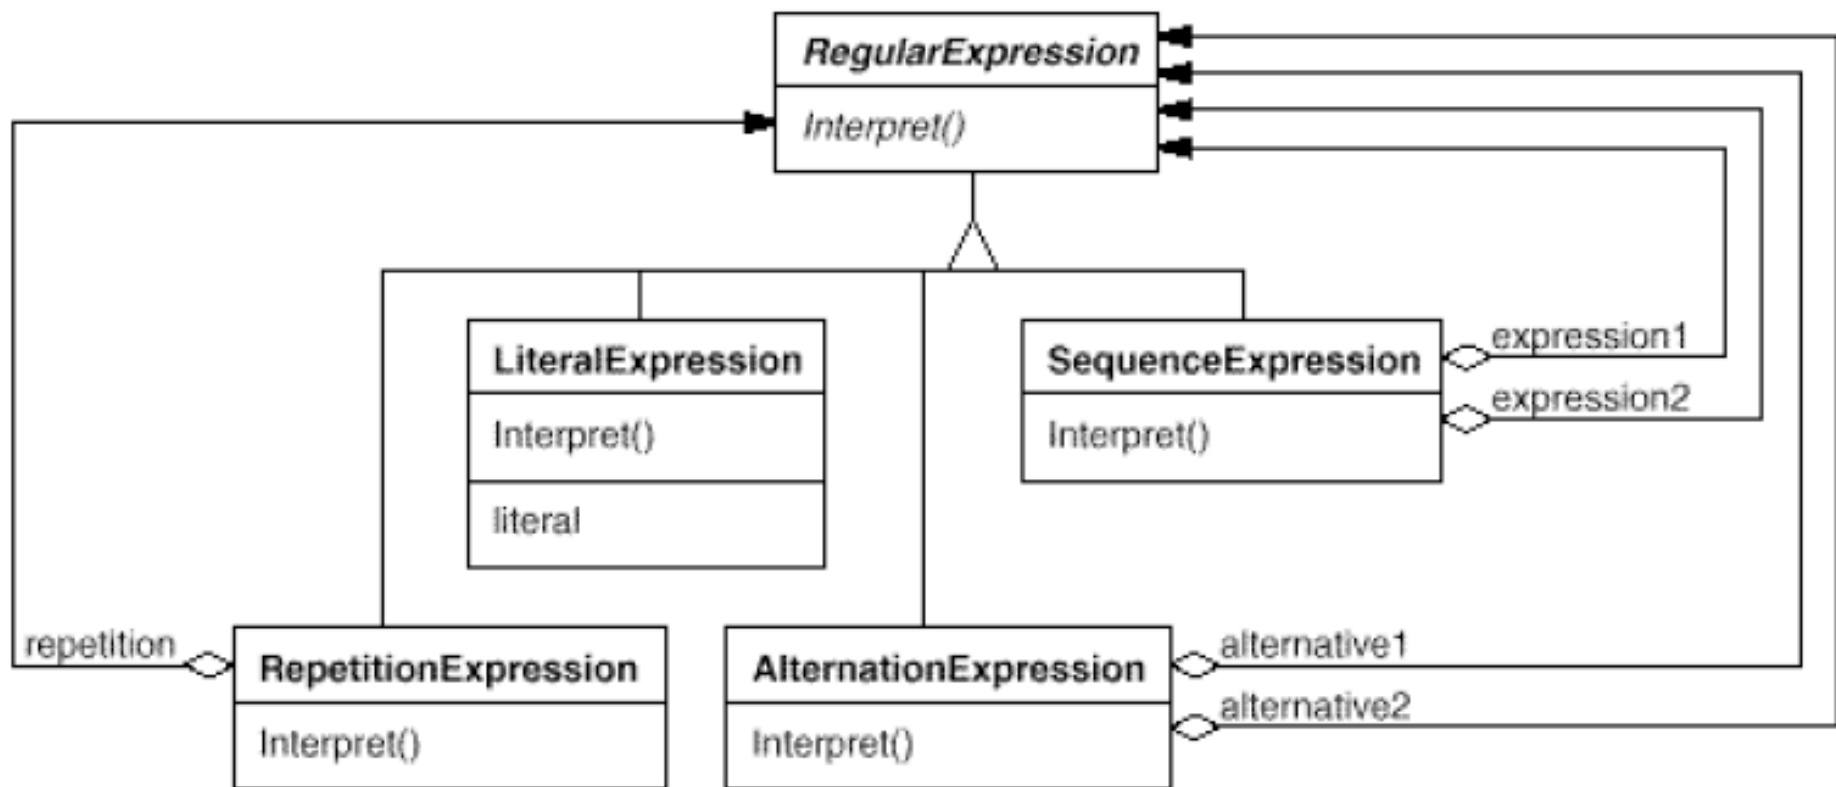 RegularExpression
Interpret()
LiteralExpression
Interpret()
literal
SequenceExpression
Interpret()
expression1
expression2
repetition
RepetitionExpression
Interpret()
AlternationExpression
Interpret()
alternative1
alternative2